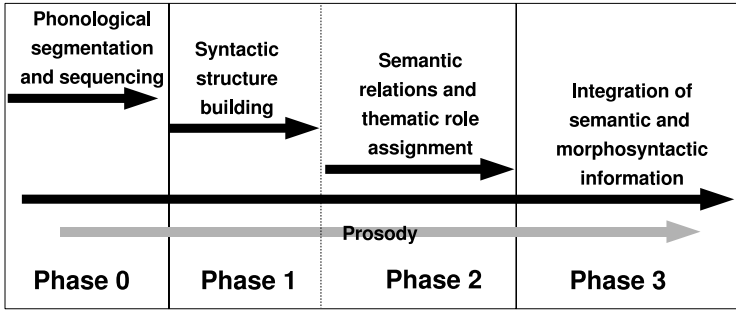 Phonological
segmentation
and sequencing
Syntactic
structure
building
Semantic
relations and
thematic role
assignment
Integration of
semantic and
morphosyntactic
information
Prosody
Phase 0
Phase 1
Phase 2
Phase 3